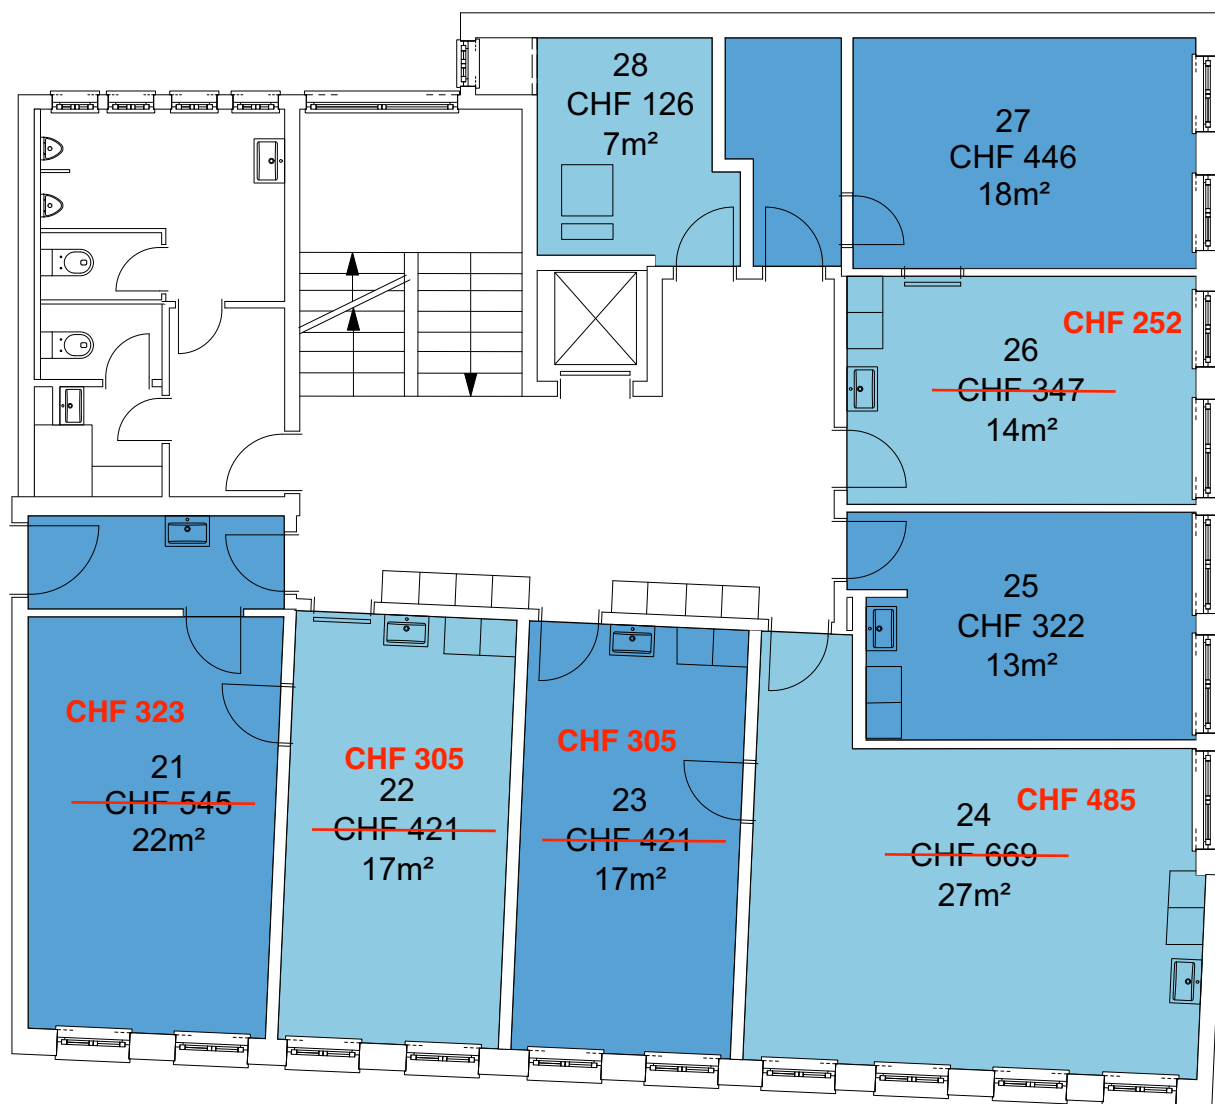 28
CHF 126
7m²
27
CHF 446
18m²
CHF 252
26
CHF 347
14m²
25
CHF 322
13m²
CHF 323
21
CHF 545
22m²
CHF 305
22
CHF 421
17m²
CHF 305
23
CHF 421
17m²
CHF 485
24
CHF 669
27m²